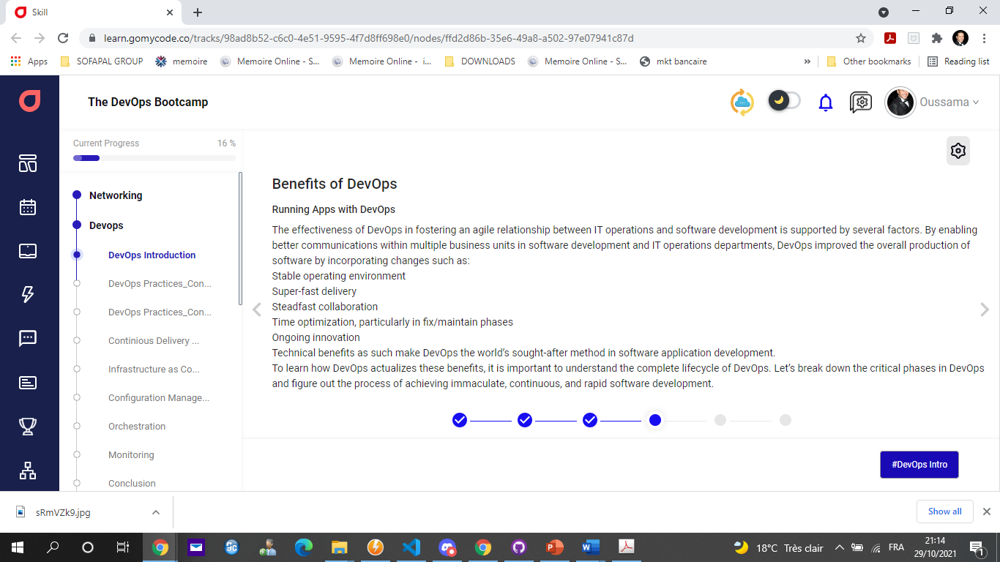 Skill
learn.gomycode.co/tracks/98ad8b52-c6c0-4e51-9595-4f7d8ff698e0/nodes/ffd2d86b-35e6-49a8-a502-97e07941c87d
Apps
SOFAPAL GROUP
memoire
Memoire Online - S...
Memoire Online - i...
DOWNLOADS
Memoire Online - S...
mkt bancaire
»
Other bookmarks
Reading list
The DevOps Bootcamp
Oussama
Current Progress 16 %
Networking
Devops
DevOps Introduction
DevOps Practices_Con...
DevOps Practices_Con...
Continious Delivery ...
Infrastructure as Co...
Configuration Manage...
Orchestration
Monitoring
Conclusion
Benefits of DevOps
Running Apps with DevOps
The effectiveness of DevOps in fostering an agile relationship between IT operations and software development is supported by several factors. By enabling
better communications within multiple business units in software development and IT operations departments, DevOps improved the overall production of
software by incorporating changes such as:
Stable operating environment
Super-fast delivery
Steadfast collaboration
Time optimization, particularly in fix/maintain phases
Ongoing innovation
Technical benefits as such make DevOps the world’s sought-after method in software application development.
To learn how DevOps actualizes these benefits, it is important to understand the complete lifecycle of DevOps. Let’s break down the critical phases in DevOps
and figure out the process of achieving immaculate, continuous, and rapid software development.
#DevOps Intro
sRmVZk9.jpg
Show all
18°C Très clair
FRA
21:14
29/10/2021
1